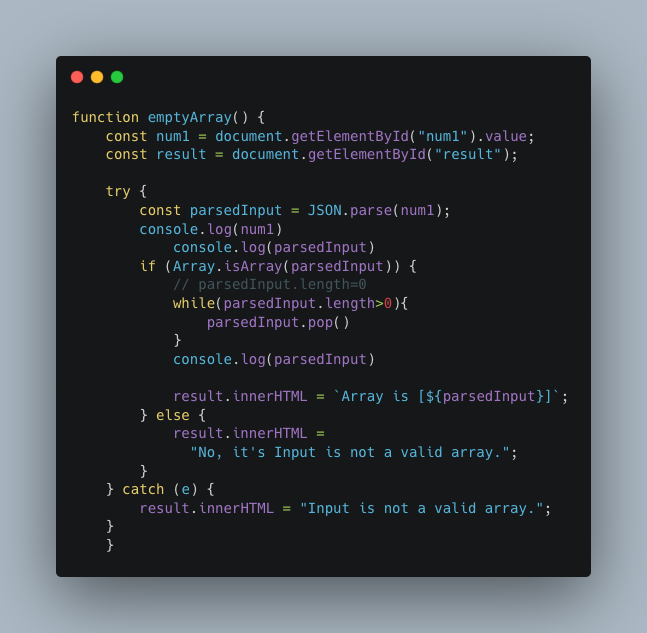 function emptyArray() {
    const num1 = document.getElementById("num1").value;
    const result = document.getElementById("result");
    try {
        const parsedInput = JSON.parse(num1);
        console.log(num1)
            console.log(parsedInput)
        if (Array.isArray(parsedInput)) {
            // parsedInput.length=0
            while(parsedInput.length>0){
                parsedInput.pop()
            }
            console.log(parsedInput)
            result.innerHTML = `Array is [${parsedInput}]`;
        } else {
            result.innerHTML =
              "No, it's Input is not a valid array.";
        }
    } catch (e) {
        result.innerHTML = "Input is not a valid array.";
    }
    }